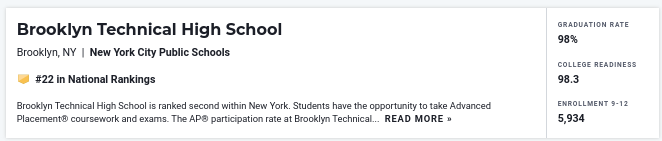 Brooklyn Technical High School
Brooklyn, NY | New York City Public Schools
#22 in National Rankings
Brooklyn Technical High School is ranked second within New York. Students have the opportunity to take Advanced
Placement® coursework and exams. The AP® participation rate at Brooklyn Technical... READ MORE »
GRADUATION RATE
98%
COLLEGE READINESS
98.3
ENROLLMENT 9-12
5,934